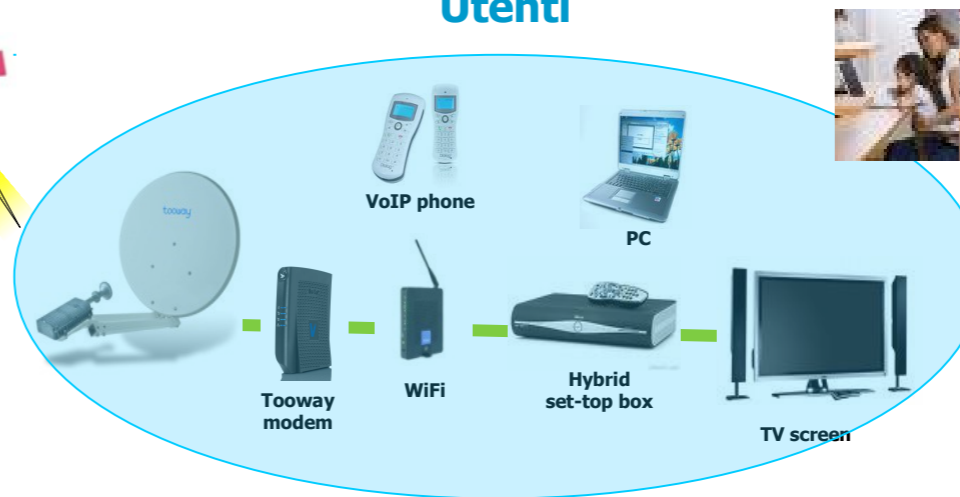 Utenti
VoIP phone
PC
tooway
Tooway
modem
WiFi
Hybrid
set-top box
TV screen